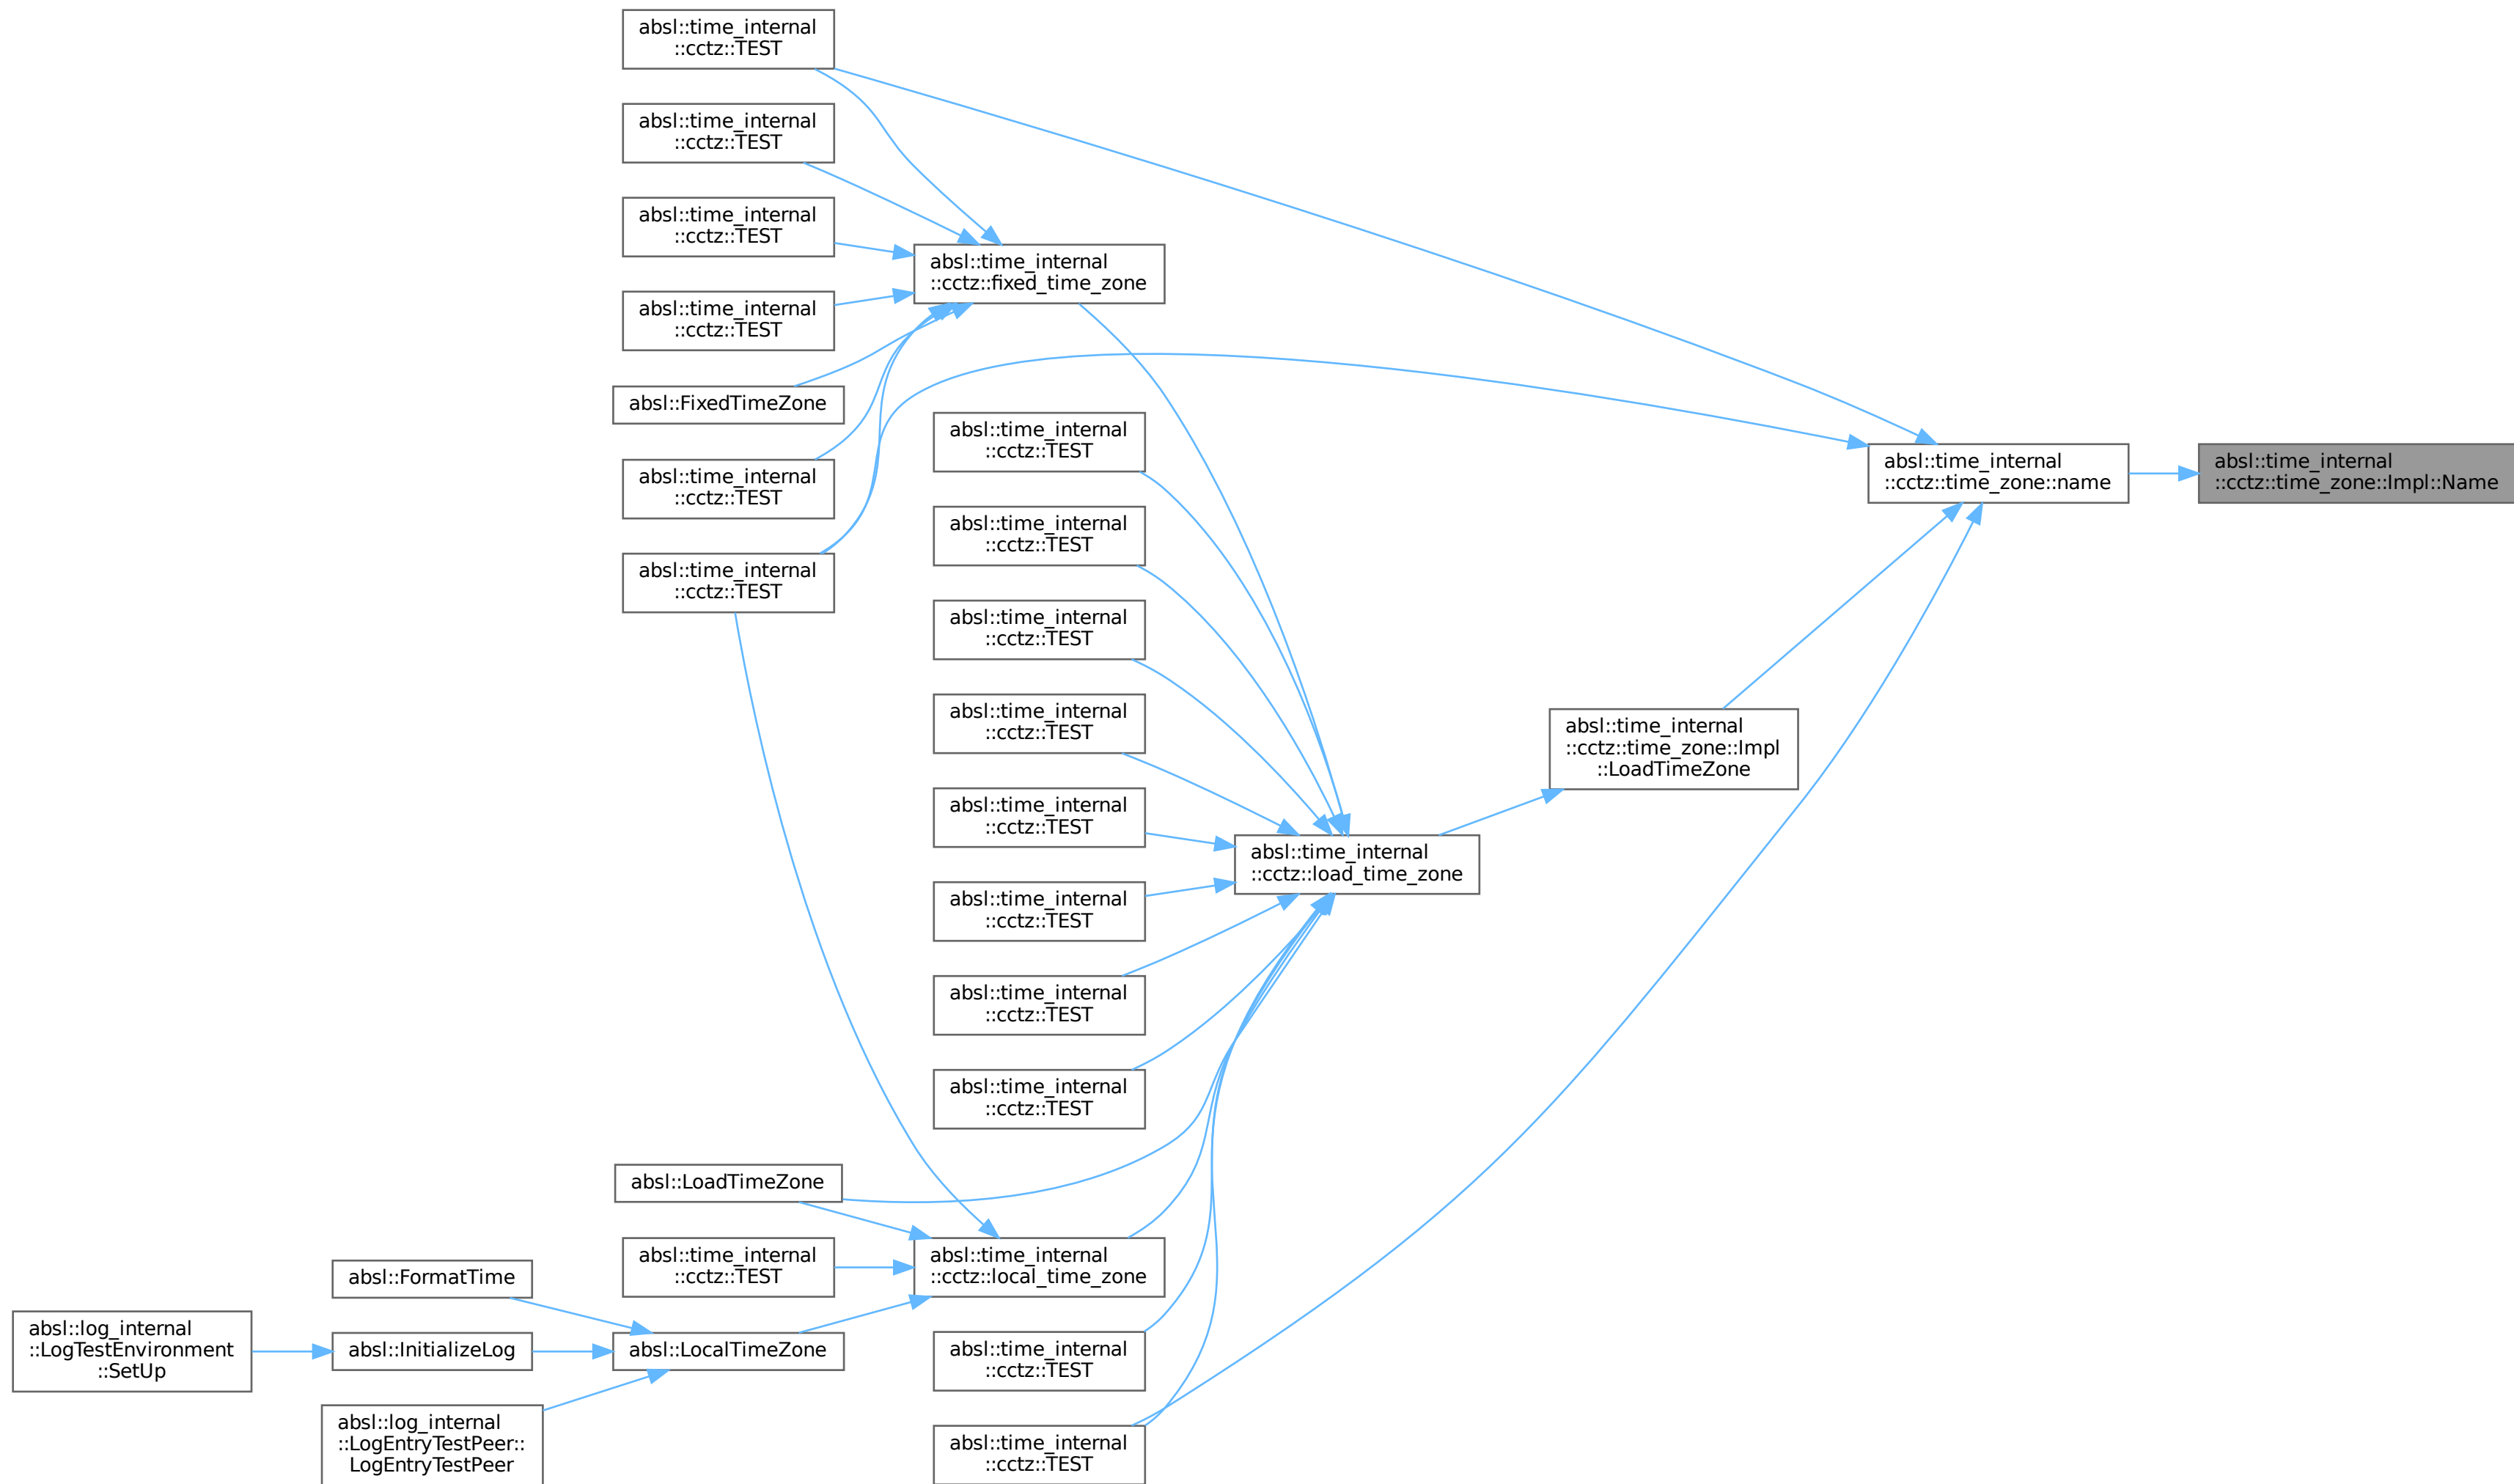 absl::time_internal
::cctz::TEST
absl::time_internal
::cctz::TEST
absl::time_internal
::cctz::TEST
absl::time_internal
::cctz::fixed_time_zone
absl::time_internal
::cctz::TEST
absl::FixedTimeZone
absl::time_internal
::cctz::TEST
absl::time_internal
::cctz::TEST
absl::time_internal
::cctz::TEST
absl::time_internal
::cctz::time_zone::name
absl::time_internal
::cctz::time_zone::Impl::Name
absl::time_internal
::cctz::TEST
absl::time_internal
::cctz::TEST
absl::time_internal
::cctz::TEST
absl::time_internal
::cctz::time_zone::Impl
::LoadTimeZone
absl::time_internal
::cctz::TEST
absl::time_internal
::cctz::load_time_zone
absl::time_internal
::cctz::TEST
absl::time_internal
::cctz::TEST
absl::time_internal
::cctz::TEST
absl::LoadTimeZone
absl::time_internal
::cctz::TEST
absl::time_internal
::cctz::local_time_zone
absl::FormatTime
absl::log_internal
::LogTestEnvironment
::SetUp
absl::InitializeLog
absl::LocalTimeZone
absl::time_internal
::cctz::TEST
absl::log_internal
::LogEntryTestPeer::
LogEntryTestPeer
absl::time_internal
::cctz::TEST